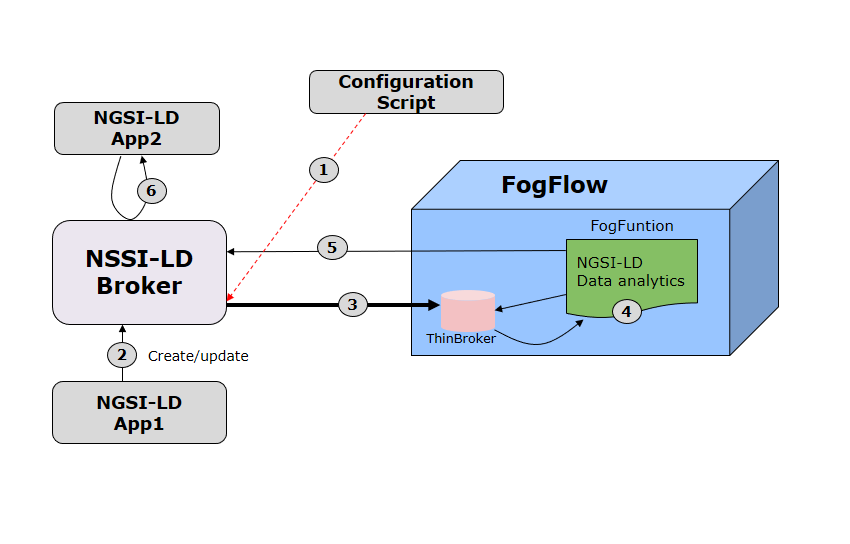 Configuration
Script
NGSI-LD
App2
1
6
FogFlow
FogFuntion
NSSI-LD
Broker
5
NGSI-LD
Data analytics
3
4
ThinBroker
2
Create/update
NGSI-LD
App1